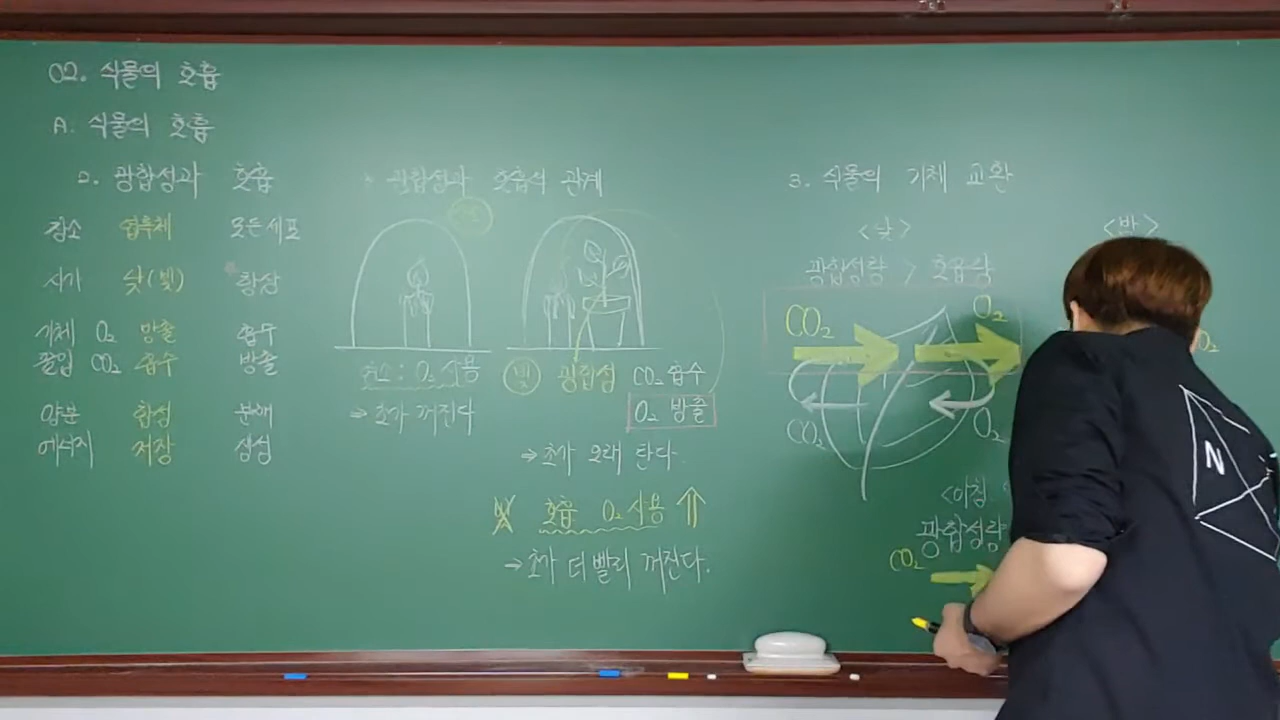 02. 식물의 호흡
A. 식물의 호흡
2. 광합성과 호흡
장소 엽록체 모든세포
시기 낮(빛) 항상
기체 O₂ 방출 흡수
출입 CO₂ 흡수 방출
양분 합성 분해
에너지 저장 생성
광합성과 호흡의 관계
연소: O₂ 사용
⇒ 초가 꺼진다
빛 광합성 CO₂ 흡수
O₂ 방출
⇒ 초가 오래 탄다.
호흡 O₂ 사용 ⇑
⇒ 초가 더 빨리 꺼진다.
3. 식물의 기체 교환
<낮>
광합성량 > 호흡량
CO₂ O₂
CO₂ O₂
<밤>
O₂
<아침
광합성량
CO₂
N